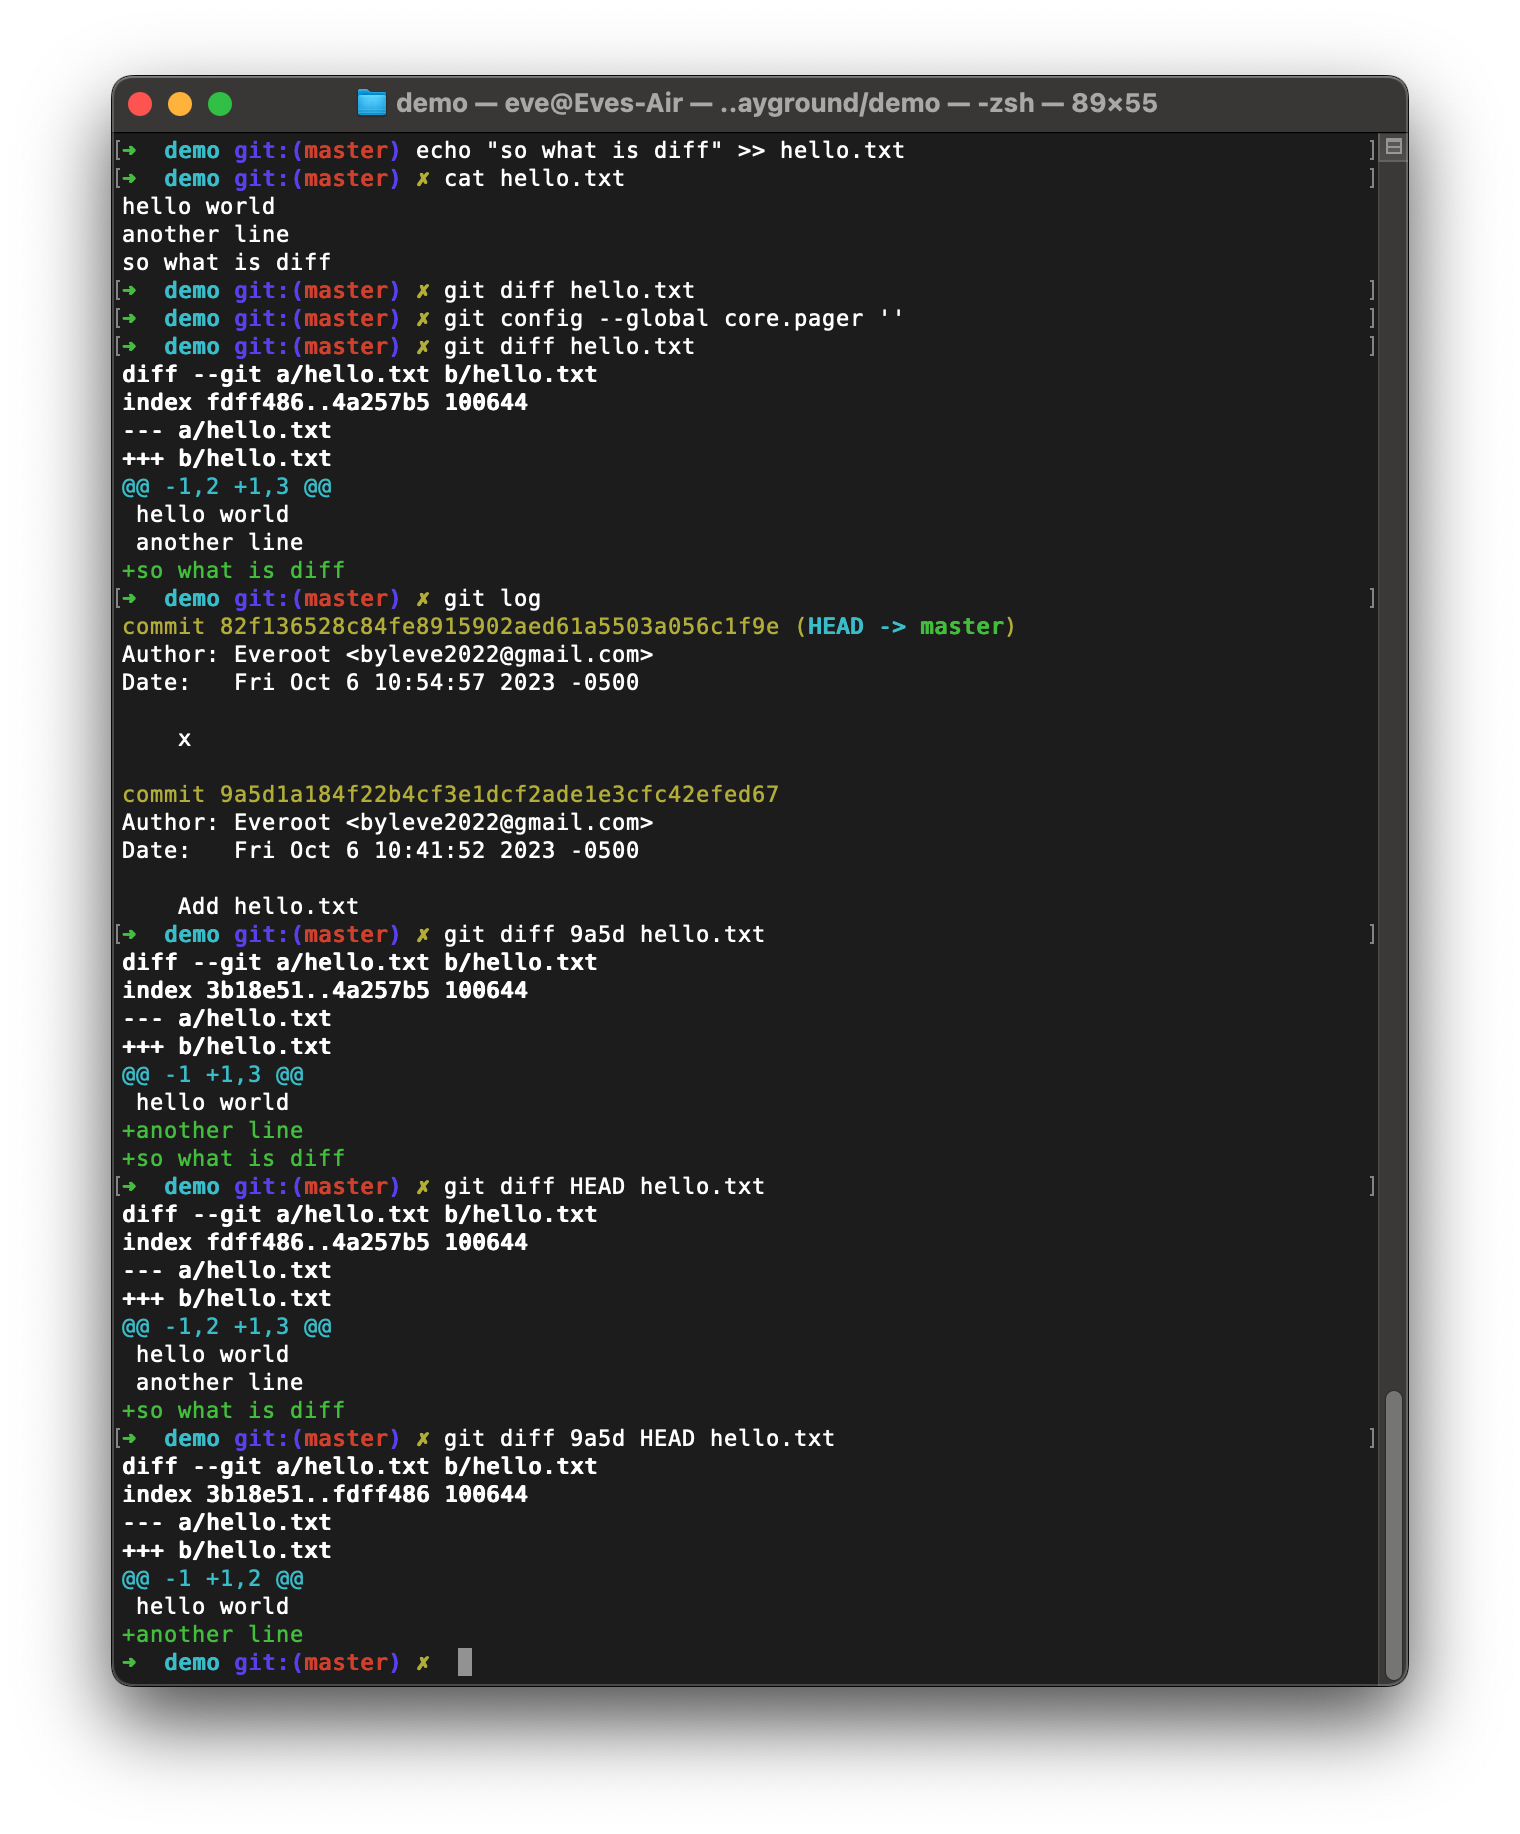 demo — eve@Eves-Air — ..ayground/demo — -zsh — 89×55
[➜  demo git:(master) echo "so what is diff" >> hello.txt ]
[➜  demo git:(master) ✗ cat hello.txt ]
hello world
another line
so what is diff
[➜  demo git:(master) ✗ git diff hello.txt ]
[➜  demo git:(master) ✗ git config --global core.pager '' ]
[➜  demo git:(master) ✗ git diff hello.txt ]
diff --git a/hello.txt b/hello.txt
index fdff486..4a257b5 100644
--- a/hello.txt
+++ b/hello.txt
@@ -1,2 +1,3 @@
 hello world
 another line
+so what is diff
[➜  demo git:(master) ✗ git log ]
commit 82f136528c84fe8915902aed61a5503a056c1f9e (HEAD -> master)
Author: Everoot <byleve2022@gmail.com>
Date:   Fri Oct 6 10:54:57 2023 -0500
    x
commit 9a5d1a184f22b4cf3e1dcf2ade1e3cfc42efed67
Author: Everoot <byleve2022@gmail.com>
Date:   Fri Oct 6 10:41:52 2023 -0500
    Add hello.txt
[➜  demo git:(master) ✗ git diff 9a5d hello.txt ]
diff --git a/hello.txt b/hello.txt
index 3b18e51..4a257b5 100644
--- a/hello.txt
+++ b/hello.txt
@@ -1 +1,3 @@
 hello world
+another line
+so what is diff
[➜  demo git:(master) ✗ git diff HEAD hello.txt ]
diff --git a/hello.txt b/hello.txt
index fdff486..4a257b5 100644
--- a/hello.txt
+++ b/hello.txt
@@ -1,2 +1,3 @@
 hello world
 another line
+so what is diff
[➜  demo git:(master) ✗ git diff 9a5d HEAD hello.txt ]
diff --git a/hello.txt b/hello.txt
index 3b18e51..fdff486 100644
--- a/hello.txt
+++ b/hello.txt
@@ -1 +1,2 @@
 hello world
+another line
➜  demo git:(master) ✗